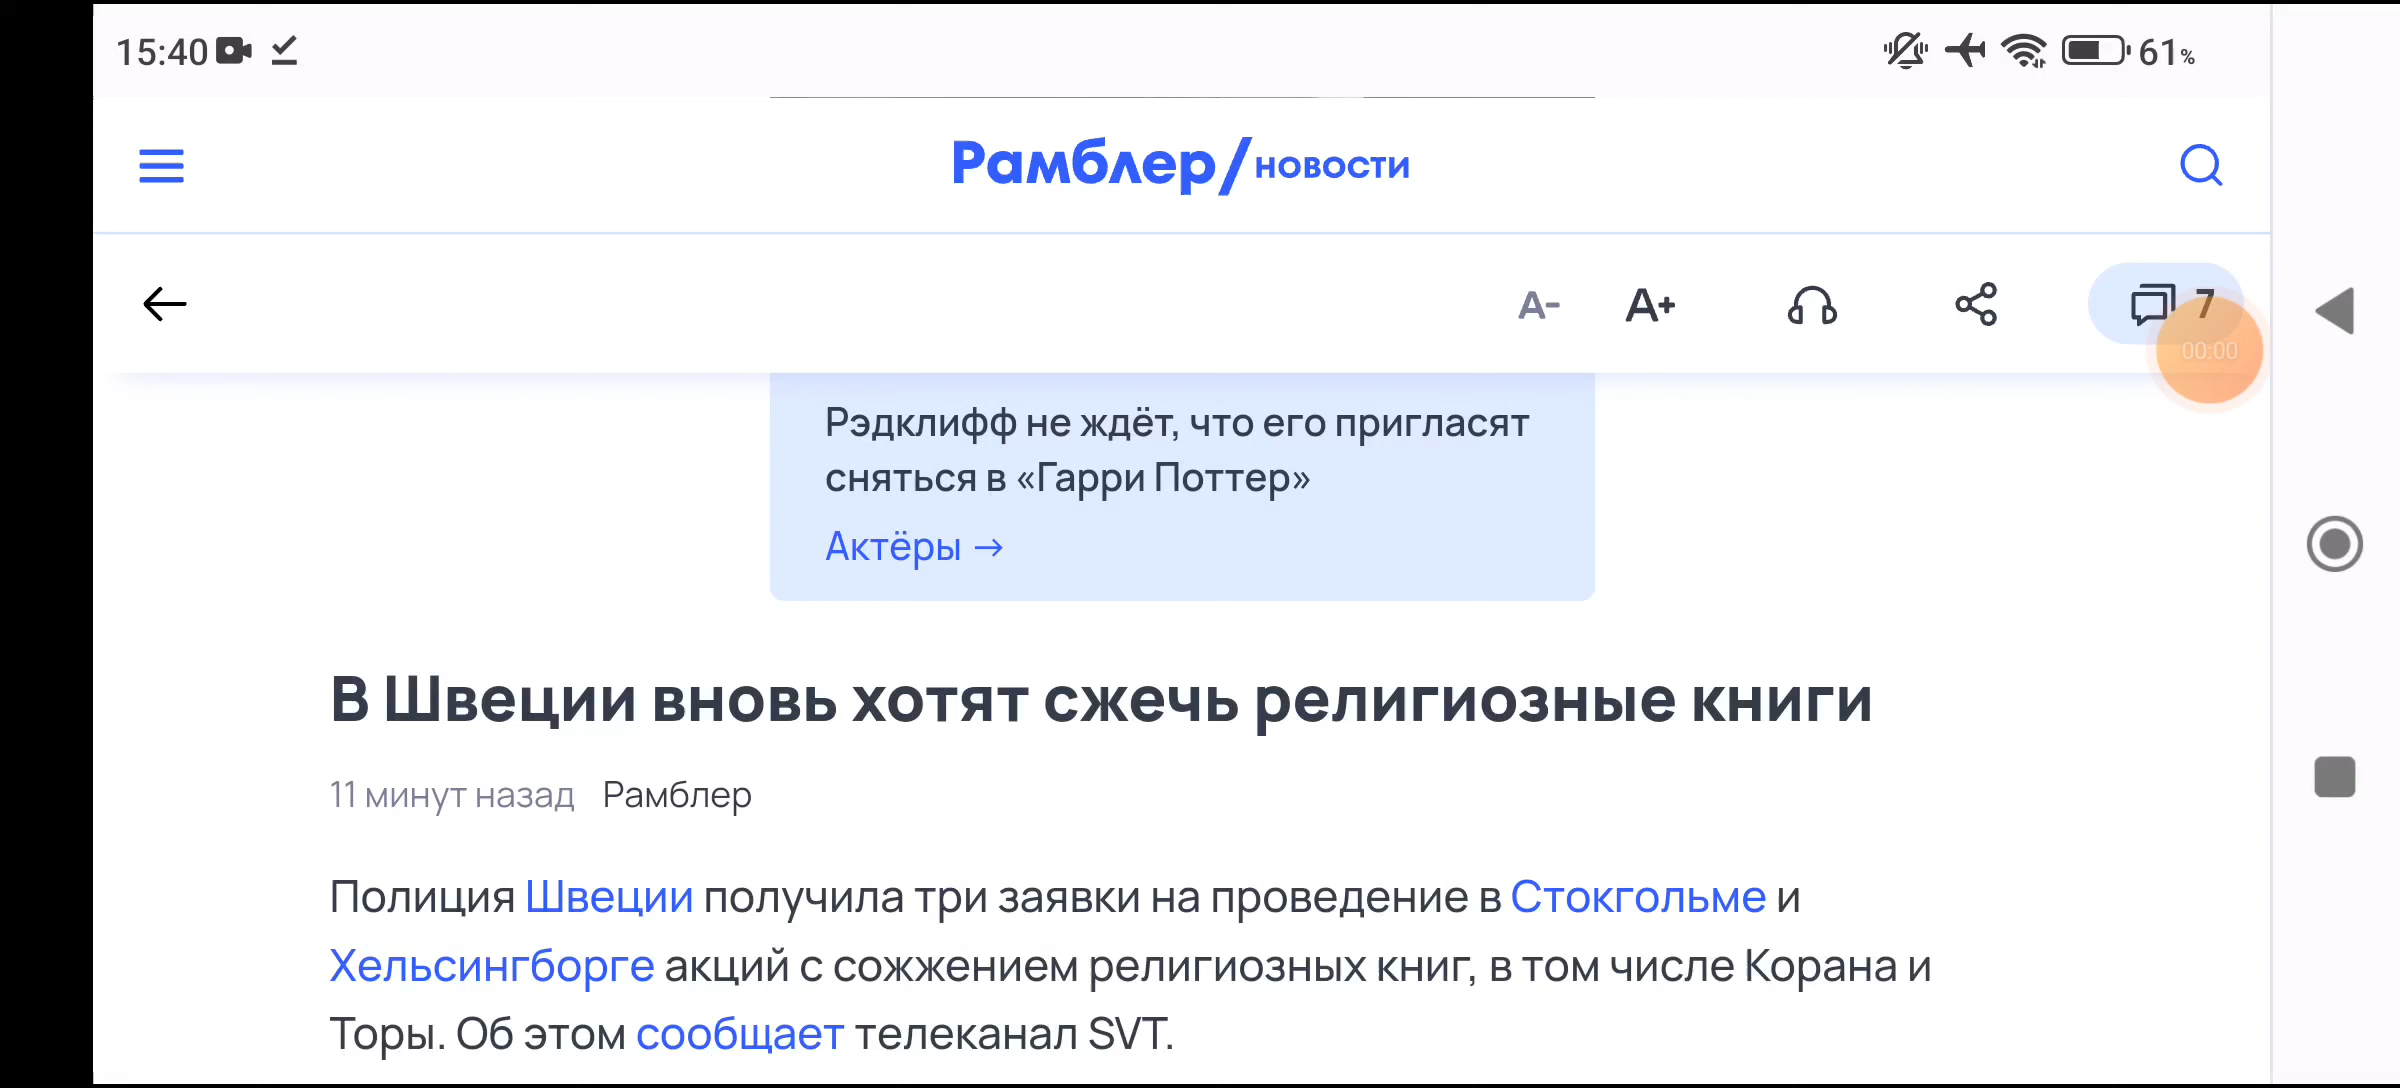 15:40 61%
Рамблер/новости
A- A+ 7
00:00
Рэдклифф не ждёт, что его пригласят
сняться в «Гарри Поттер»
Актёры →
В Швеции вновь хотят сжечь религиозные книги
11 минут назад Рамблер
Полиция Швеции получила три заявки на проведение в Стокгольме и
Хельсингборге акций с сожжением религиозных книг, в том числе Корана и
Торы. Об этом сообщает телеканал SVT.